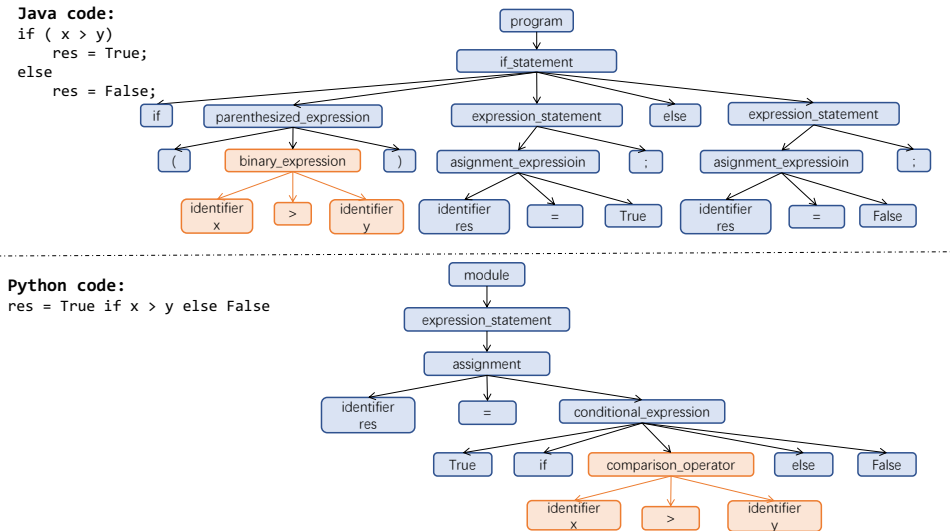 Java code:
if ( x > y)
    res = True;
else
    res = False;
program
if_statement
if
parenthesized_expression
expression_statement
else
expression_statement
(
binary_expression
)
asignment_expressioin
;
asignment_expressioin
;
identifier
x
>
identifier
y
identifier
res
=
True
identifier
res
=
False
Python code:
res = True if x > y else False
module
expression_statement
assignment
identifier
res
=
conditional_expression
True
if
comparison_operator
else
False
identifier
x
>
identifier
y